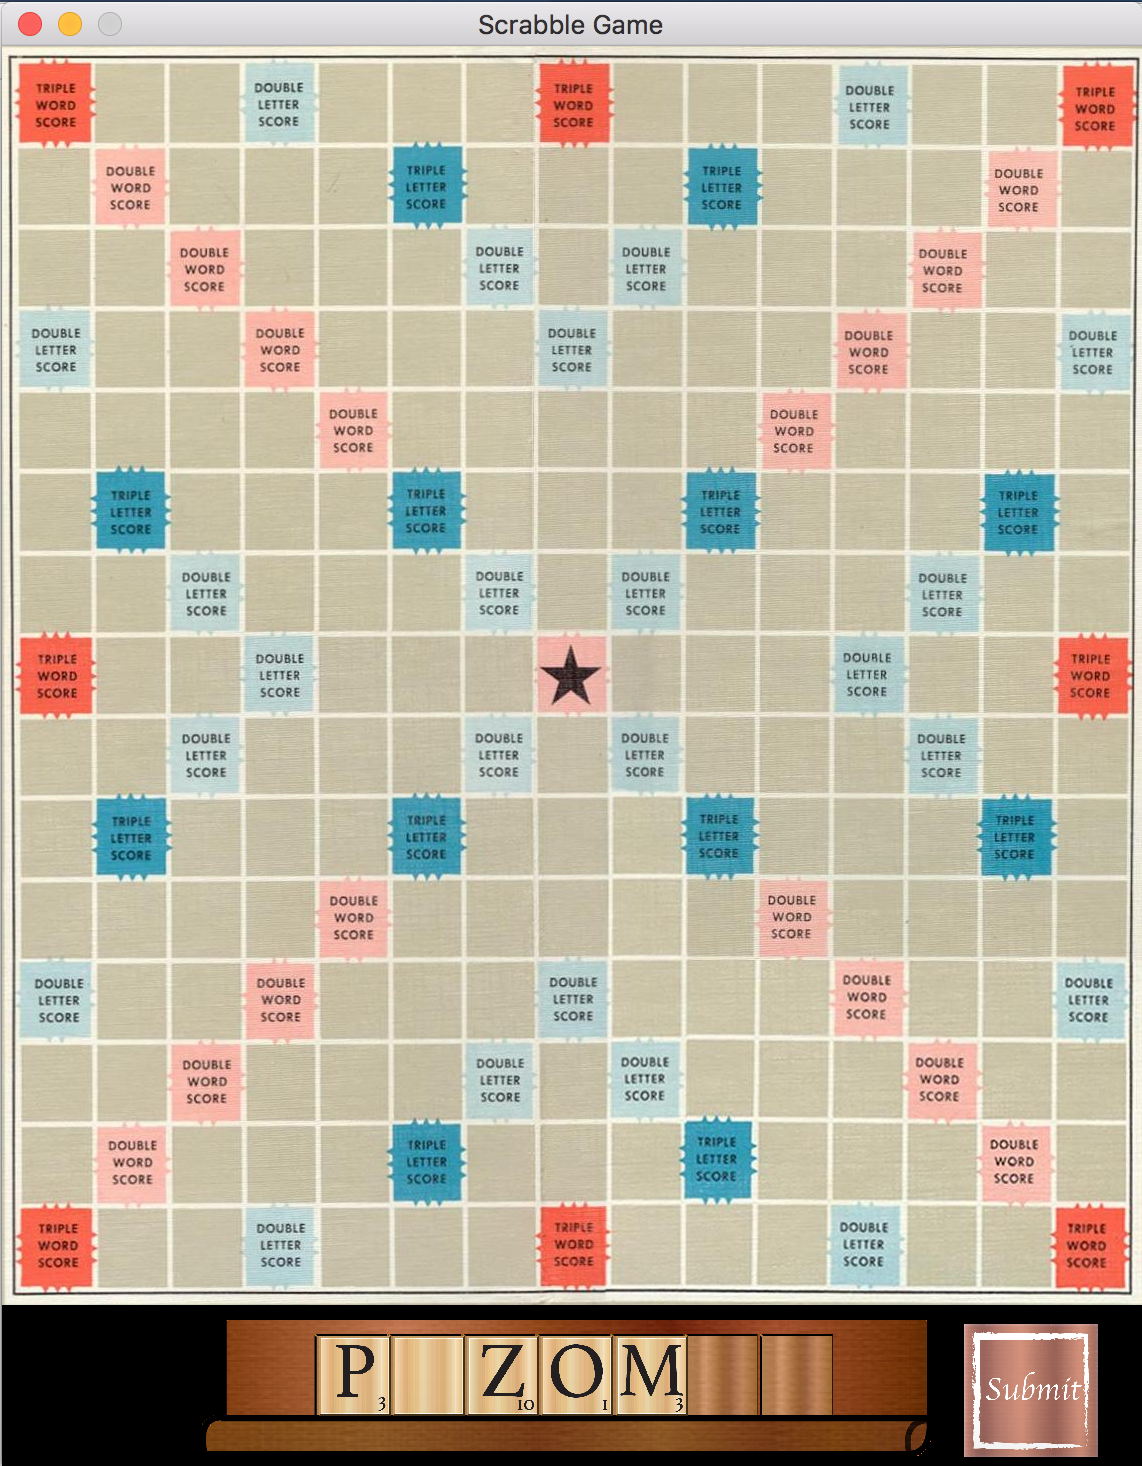 Scrabble Game
TRIPLE DOUBLE TRIPLE DOUBLE TRIPLE
WORD LETTER WORD LETTER WORD
SCORE SCORE SCORE SCORE SCORE
DOUBLE TRIPLE TRIPLE DOUBLE
WORD LETTER LETTER WORD
SCORE SCORE SCORE SCORE
DOUBLE DOUBLE DOUBLE DOUBLE
WORD LETTER LETTER WORD
SCORE SCORE SCORE SCORE
DOUBLE DOUBLE DOUBLE DOUBLE DOUBLE
LETTER WORD LETTER WORD LETTER
SCORE SCORE SCORE SCORE SCORE
DOUBLE DOUBLE
WORD WORD
SCORE SCORE
TRIPLE TRIPLE TRIPLE TRIPLE
LETTER LETTER LETTER LETTER
SCORE SCORE SCORE SCORE
DOUBLE DOUBLE DOUBLE DOUBLE
LETTER LETTER LETTER LETTER
SCORE SCORE SCORE SCORE
TRIPLE DOUBLE DOUBLE TRIPLE
WORD LETTER LETTER WORD
SCORE SCORE SCORE SCORE
DOUBLE DOUBLE DOUBLE DOUBLE
LETTER LETTER LETTER LETTER
SCORE SCORE SCORE SCORE
TRIPLE TRIPLE TRIPLE TRIPLE
LETTER LETTER LETTER LETTER
SCORE SCORE SCORE SCORE
DOUBLE DOUBLE
WORD WORD
SCORE SCORE
DOUBLE DOUBLE DOUBLE DOUBLE DOUBLE
LETTER WORD LETTER WORD LETTER
SCORE SCORE SCORE SCORE SCORE
DOUBLE DOUBLE DOUBLE DOUBLE
WORD LETTER LETTER WORD
SCORE SCORE SCORE SCORE
DOUBLE TRIPLE TRIPLE DOUBLE
WORD LETTER LETTER WORD
SCORE SCORE SCORE SCORE
TRIPLE DOUBLE TRIPLE DOUBLE TRIPLE
WORD LETTER WORD LETTER WORD
SCORE SCORE SCORE SCORE SCORE
P Z O M
3 10 1 3
Submit